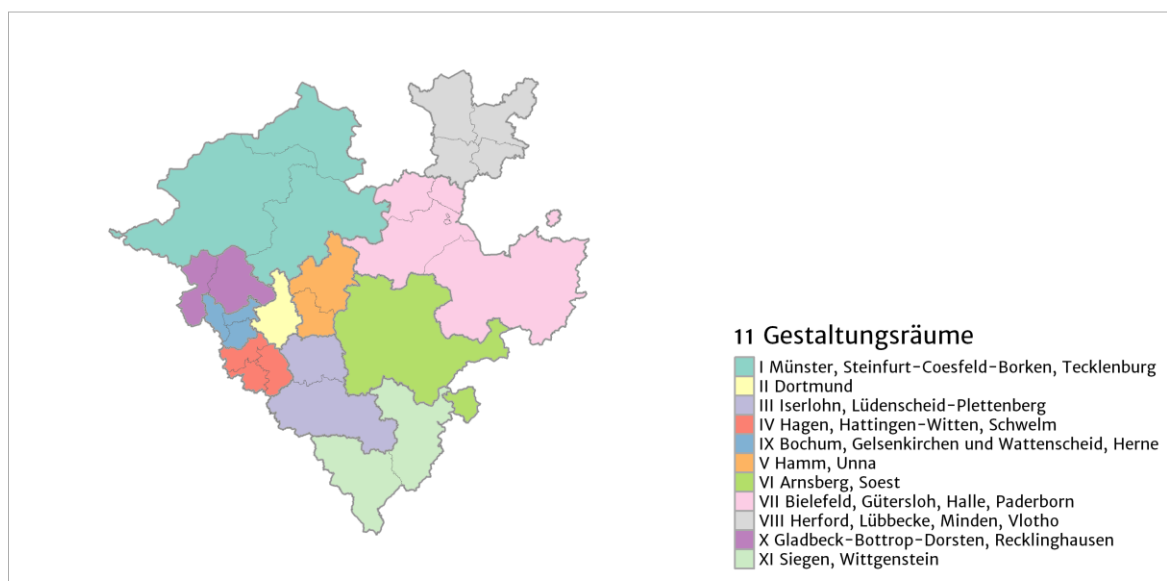 11 Gestaltungsräume
I Münster, Steinfurt-Coesfeld-Borken, Tecklenburg
II Dortmund
III Iserlohn, Lüdenscheid-Plettenberg
IV Hagen, Hattingen-Witten, Schwelm
IX Bochum, Gelsenkirchen und Wattenscheid, Herne
V Hamm, Unna
VI Arnsberg, Soest
VII Bielefeld, Gütersloh, Halle, Paderborn
VIII Herford, Lübbecke, Minden, Vlotho
X Gladbeck-Bottrop-Dorsten, Recklinghausen
XI Siegen, Wittgenstein